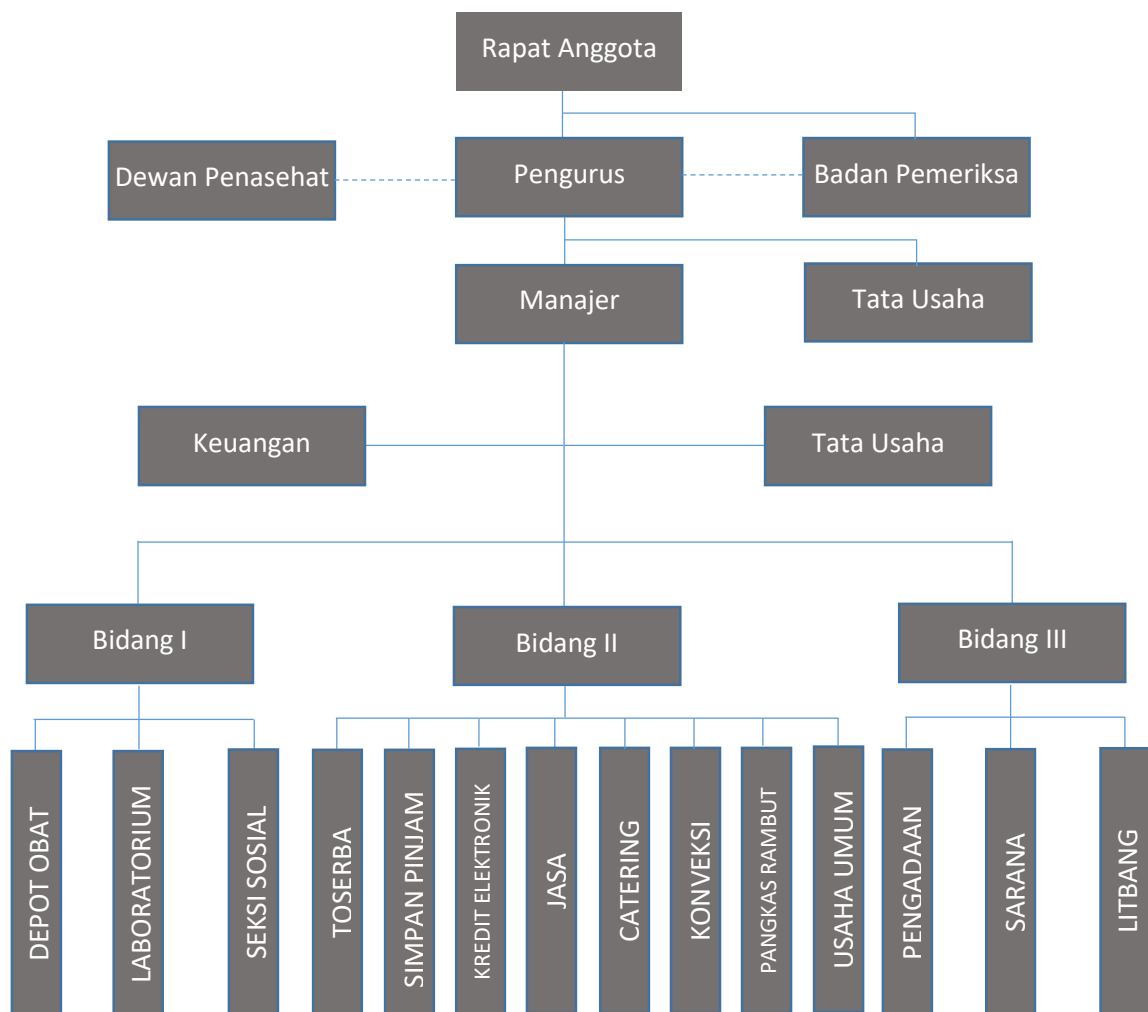 Rapat Anggota
Dewan Penasehat
Pengurus
Badan Pemeriksa
Manajer
Tata Usaha
Keuangan
Tata Usaha
Bidang I
Bidang II
Bidang III
DEPOT OBAT
LABORATORIUM
SEKSI SOSIAL
TOSERBA
SIMPAN PINJAM
KREDIT ELEKTRONIK
JASA
CATERING
KONVEKSI
PANGKAS RAMBUT
USAHA UMUM
PENGADAAN
SARANA
LITBANG